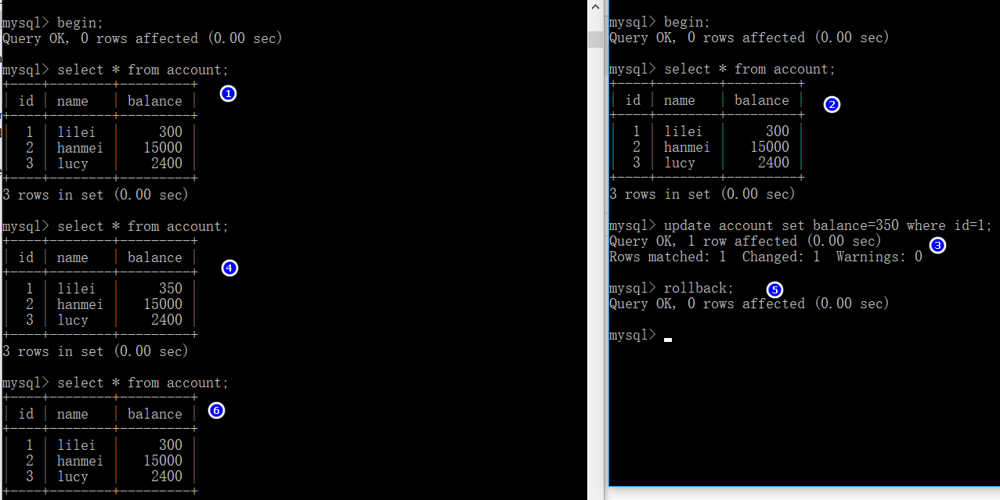 mysql> begin;
Query OK, 0 rows affected (0.00 sec)
mysql> select * from account;
+----+--------+---------+
| id | name   | balance |
+----+--------+---------+
|  1 | lilei  |     300 |
|  2 | hanmei |   15000 |
|  3 | lucy   |    2400 |
+----+--------+---------+
1
3 rows in set (0.00 sec)
mysql> select * from account;
+----+--------+---------+
| id | name   | balance |
+----+--------+---------+
|  1 | lilei  |     350 |
|  2 | hanmei |   15000 |
|  3 | lucy   |    2400 |
+----+--------+---------+
4
3 rows in set (0.00 sec)
mysql> select * from account;
+----+--------+---------+
| id | name   | balance |
+----+--------+---------+
|  1 | lilei  |     300 |
|  2 | hanmei |   15000 |
|  3 | lucy   |    2400 |
+----+--------+---------+
6
mysql> begin;
Query OK, 0 rows affected (0.00 sec)
mysql> select * from account;
+----+--------+---------+
| id | name   | balance |
+----+--------+---------+
|  1 | lilei  |     300 |
|  2 | hanmei |   15000 |
|  3 | lucy   |    2400 |
+----+--------+---------+
2
3 rows in set (0.00 sec)
mysql> update account set balance=350 where id=1;
Query OK, 1 row affected (0.00 sec)
3
Rows matched: 1  Changed: 1  Warnings: 0
mysql> rollback;
5
Query OK, 0 rows affected (0.00 sec)
mysql>